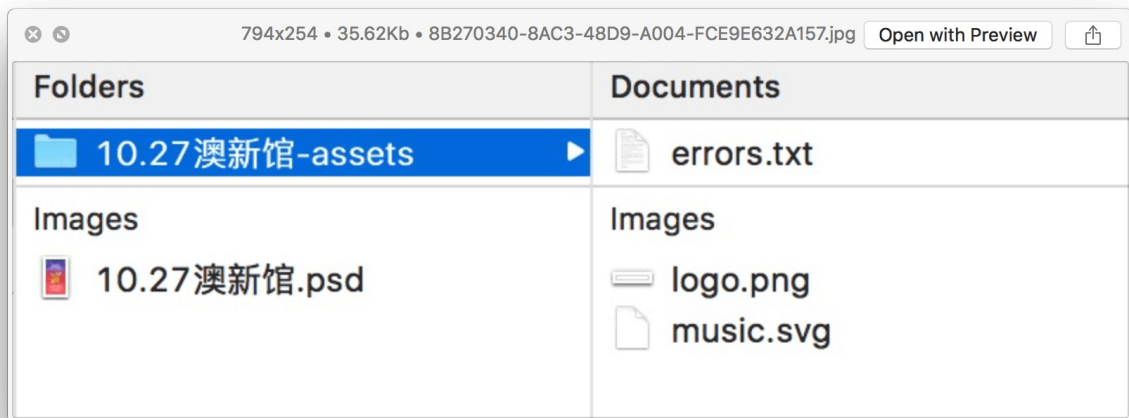 794x254 • 35.62Kb • 8B270340-8AC3-48D9-A004-FCE9E632A157.jpg
Open with Preview
Folders
10.27澳新馆-assets
Images
10.27澳新馆.psd
Documents
errors.txt
Images
logo.png
music.svg